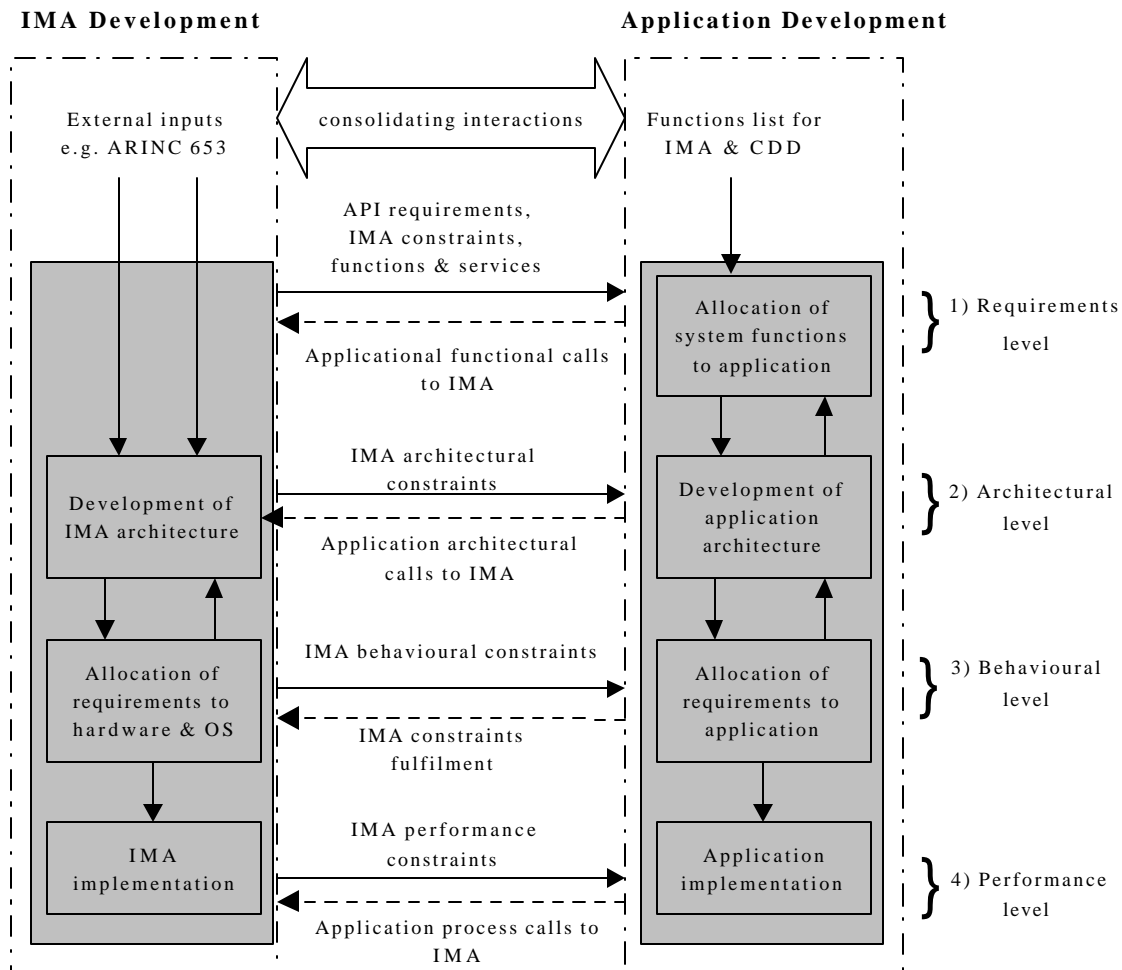 IMA Development
Application Development
External inputs
e.g. ARINC 653
consolidating interactions
Functions list for
IMA & CDD
API requirements,
IMA constraints,
functions & services
Applicational functional calls
to IMA
Allocation of
system functions
to application
1) Requirements
level
Development of
IMA architecture
IMA architectural
constraints
Application architectural
calls to IMA
Development of
application
architecture
2) Architectural
level
Allocation of
requirements to
hardware & OS
IMA behavioural constraints
IMA constraints
fulfilment
Allocation of
requirements to
application
3) Behavioural
level
IMA
implementation
IMA performance
constraints
Application process calls to
IMA
Application
implementation
4) Performance
level